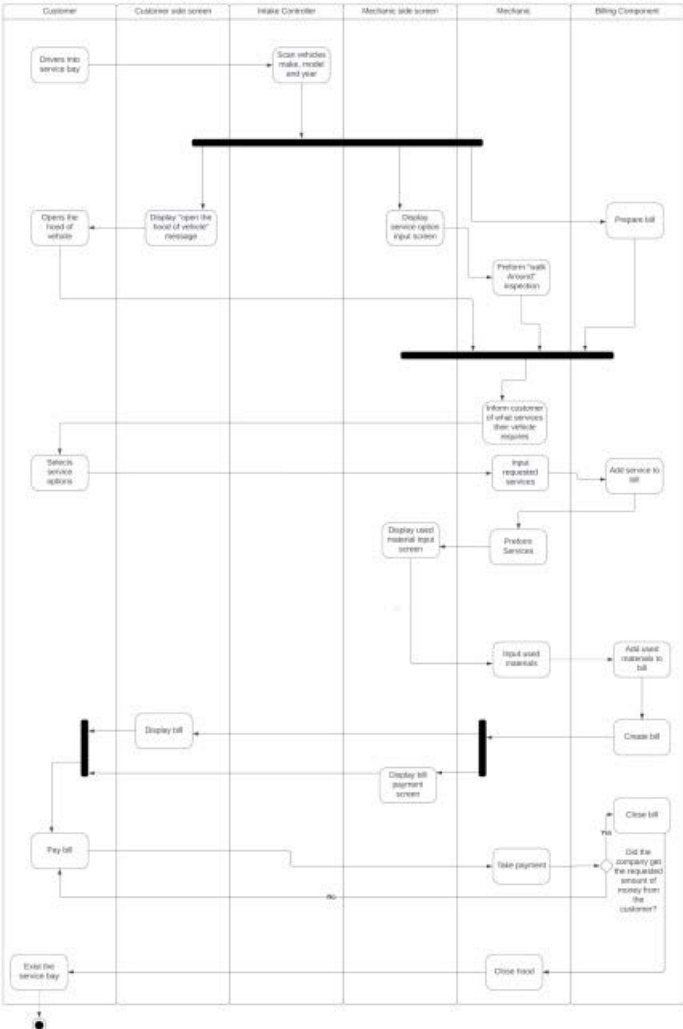 Customer
Customer side screen
Intake Controller
Mechanic side screen
Mechanic
Billing Component
Drivers into
service bay
Scan vehicles
make, model
and year
Opens the
hood of
vehicle
Display "open the
hood of vehicle"
message
Display
service option
input screen
Prepare bill
Preform "walk
Around"
inspection
Inform customer
of what services
their vehicle
requires
Selects
service
options
Input
requested
services
Add service to
bill
Display used
material input
screen
Preform
Services
Input used
materials
Add used
materials to
bill
Display bill
Create bill
Display bill
payment
screen
Close bill
Yes
Pay bill
Take payment
Did the
company get
the requested
amount of
money from
the
customer?
No
Exist the
service bay
Close hood